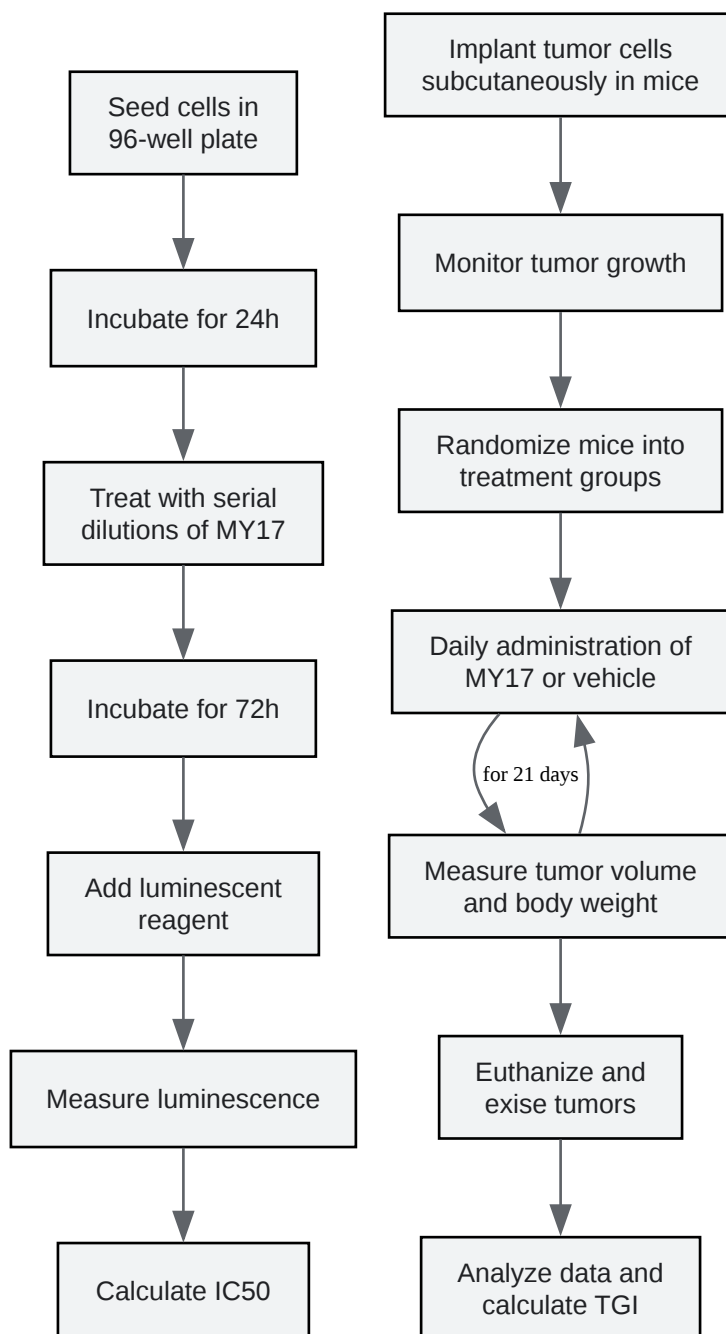 Seed cells in
96-well plate
Incubate for 24h
Treat with serial
dilutions of MY17
Incubate for 72h
Add luminescent
reagent
Measure luminescence
Calculate IC50
Implant tumor cells
subcutaneously in mice
Monitor tumor growth
Randomize mice into
treatment groups
Daily administration of
MY17 or vehicle
for 21 days
Measure tumor volume
and body weight
Euthanize and
exise tumors
Analyze data and
calculate TGI